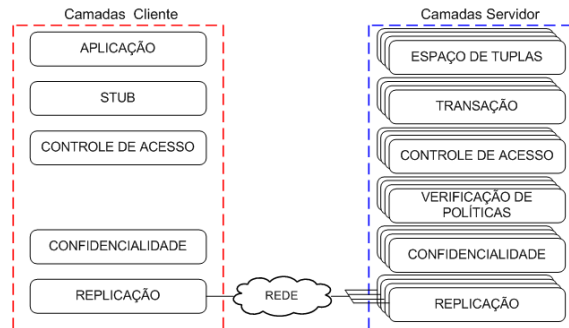 Camadas Cliente
APLICAÇÃO
STUB
CONTROLE DE ACESSO
CONFIDENCIALIDADE
REPLICAÇÃO
REDE
Camadas Servidor
ESPAÇO DE TUPLAS
TRANSAÇÃO
CONTROLE DE ACESSO
VERIFICAÇÃO DE
POLÍTICAS
CONFIDENCIALIDADE
REPLICAÇÃO